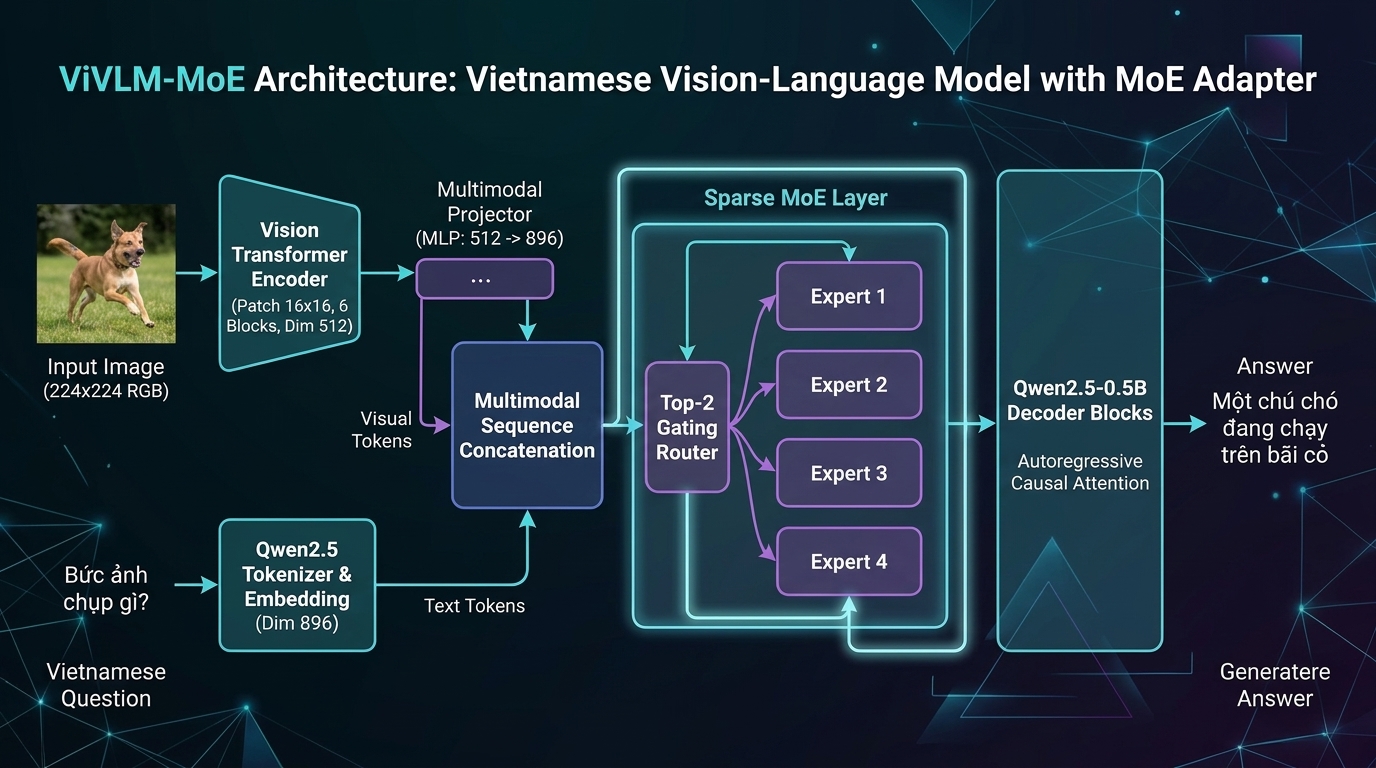 ViVLM-MoE Architecture: Vietnamese Vision-Language Model with MoE Adapter
Input Image
(224x224 RGB)
Vision
Transformer
Encoder
(Patch 16x16, 6
Blocks, Dim 512)
Multimodal
Projector
(MLP: 512 -> 896)
...
Visual
Tokens
Multimodal
Sequence
Concatenation
Bức ảnh
chụp gì?
Vietnamese
Question
Qwen2.5
Tokenizer &
Embedding
(Dim 896)
Text Tokens
Sparse MoE Layer
Top-2
Gating
Router
Expert 1
Expert 2
Expert 3
Expert 4
Qwen2.5-0.5B
Decoder Blocks
Autoregressive
Causal Attention
Answer
Một chú chó
đang chạy
trên bãi cỏ
Generatere
Answer